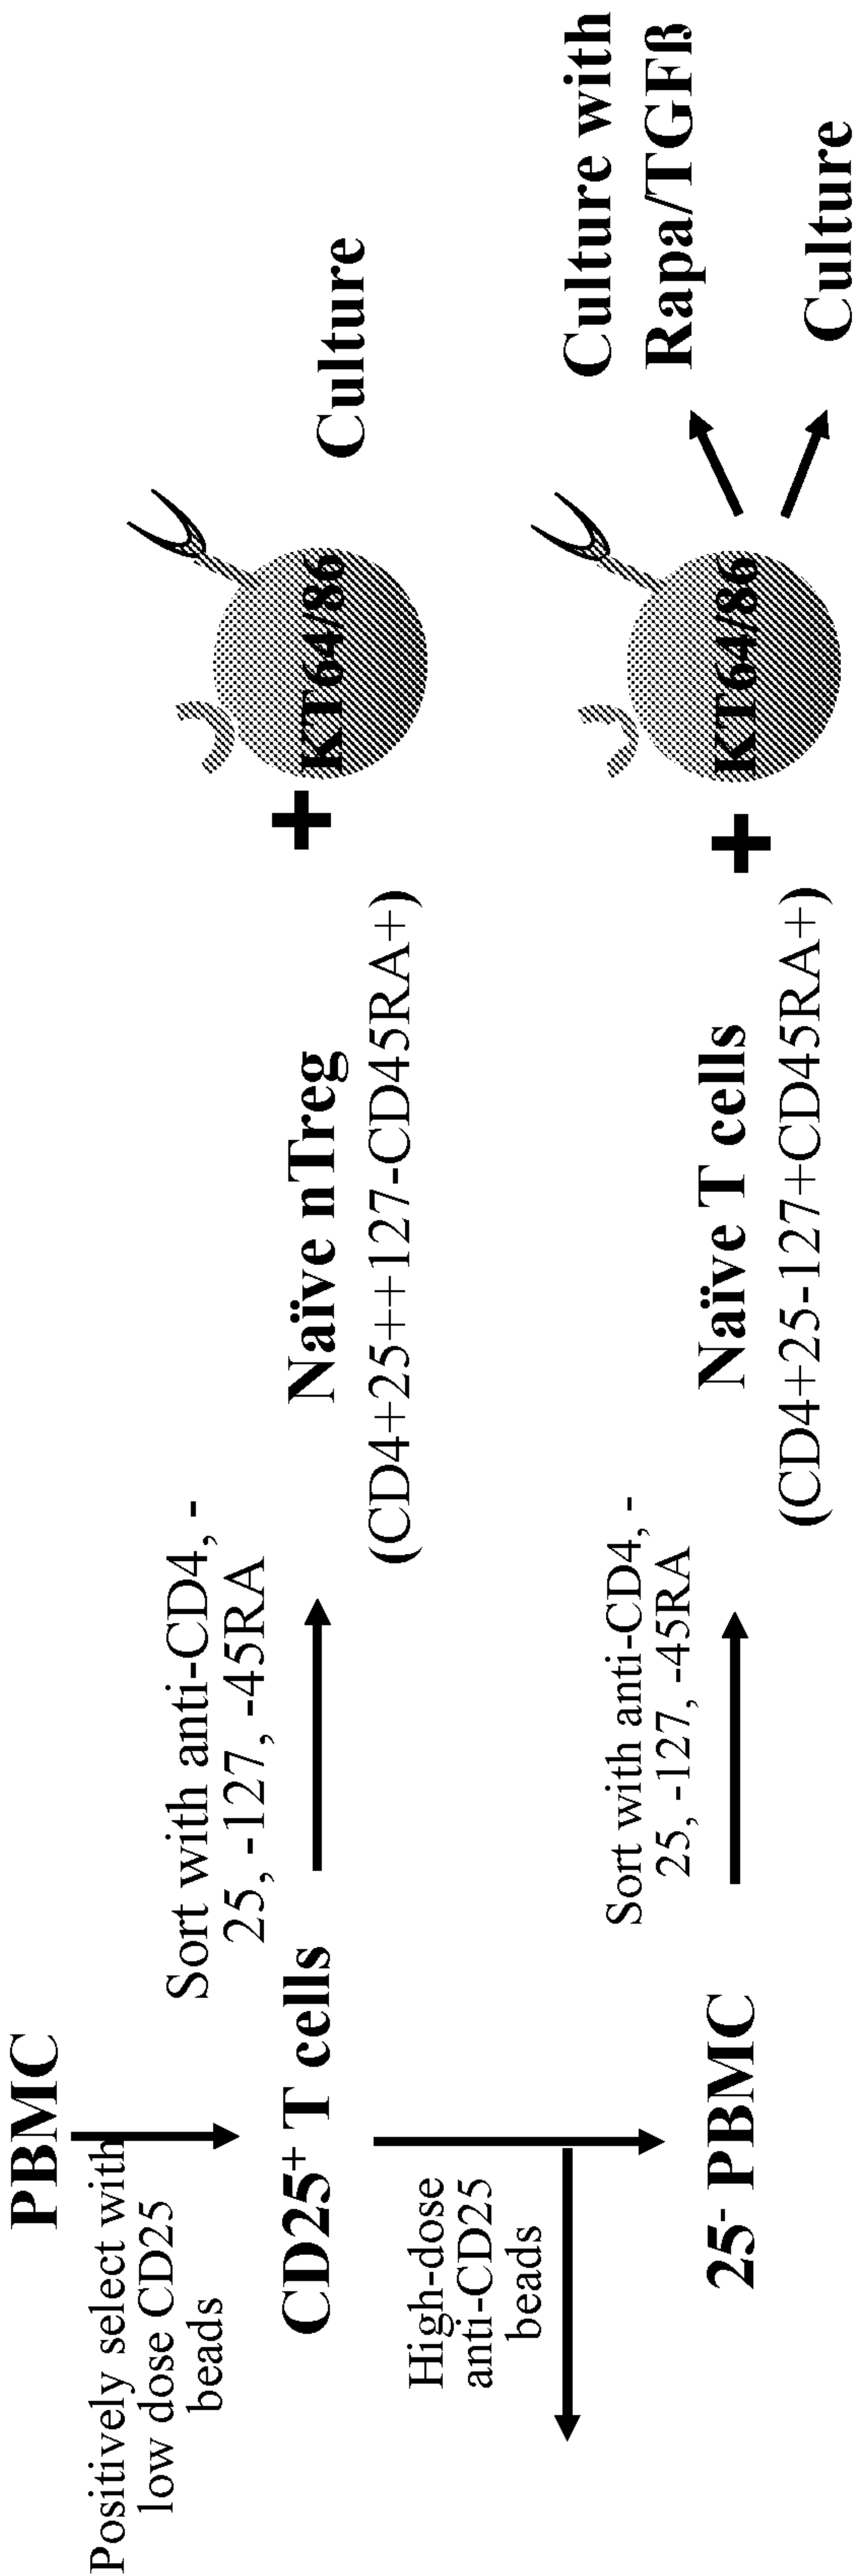 PBMC
Positively select with
low dose CD25
beads
CD25⁺ T cells
Sort with anti-CD4, -
25, -127, -45RA
Naïve nTreg
(CD4+25++127-CD45RA+)
+
KT64/86
Culture
High-dose
anti-CD25
beads
25⁻ PBMC
Sort with anti-CD4, -
25, -127, -45RA
Naïve T cells
(CD4+25-127+CD45RA+)
+
KT64/86
Culture with
Rapa/TGFß
Culture